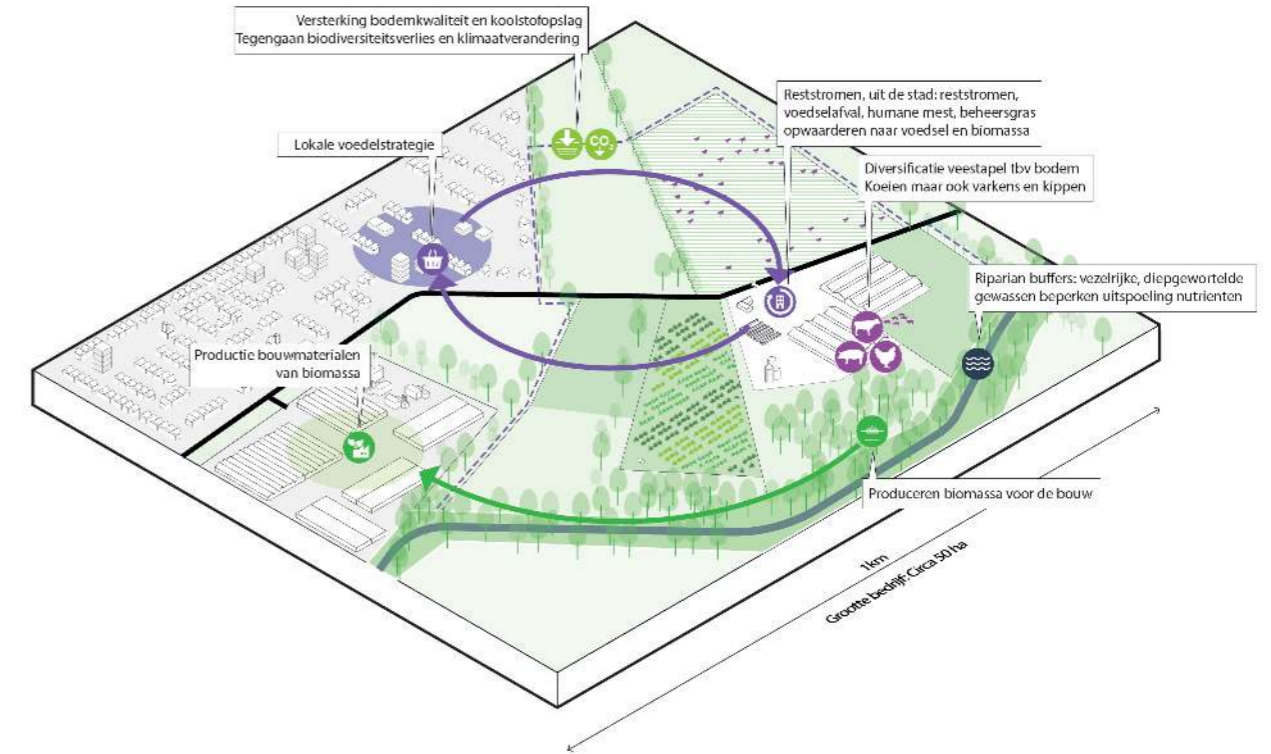 Versterking bodemkwaliteit en koolstofopslag
Tegengaan biodiversiteitsverlies en klimaatverandering
Reststromen, uit de stad: reststromen,
voedselafval, humane mest, beheersgras
opwaarderen naar voedsel en biomassa
Lokale voedelstrategie
CO2
Diversificatie veestapel tbv bodem
Koeien maar ook varkens en kippen
Riparian buffers: vezelrijke, diepgewortelde
gewassen beperken uitspoeling nutrienten
Productie bouwmaterialen
van biomassa
Produceren biomassa voor de bouw
1km
Grootte bedrijf: Circa 50 ha